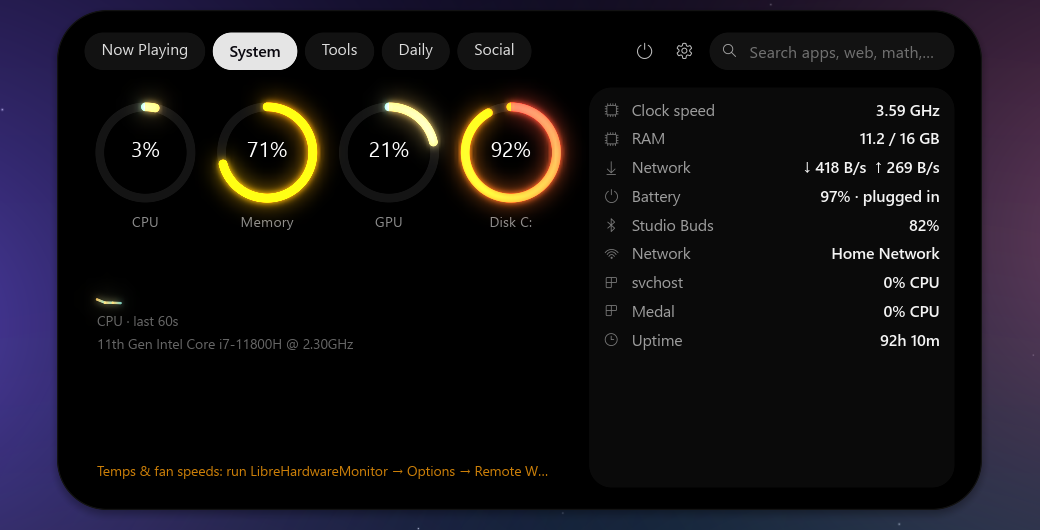 Now Playing System Tools Daily Social Search apps, web, math,...
3% 71% 21% 92%
CPU Memory GPU Disk C:
CPU · last 60s
11th Gen Intel Core i7-11800H @ 2.30GHz
Temps & fan speeds: run LibreHardwareMonitor → Options → Remote W...
Clock speed 3.59 GHz
RAM 11.2 / 16 GB
Network ↓ 418 B/s ↑ 269 B/s
Battery 97% · plugged in
Studio Buds 82%
Network Home Network
svchost 0% CPU
Medal 0% CPU
Uptime 92h 10m